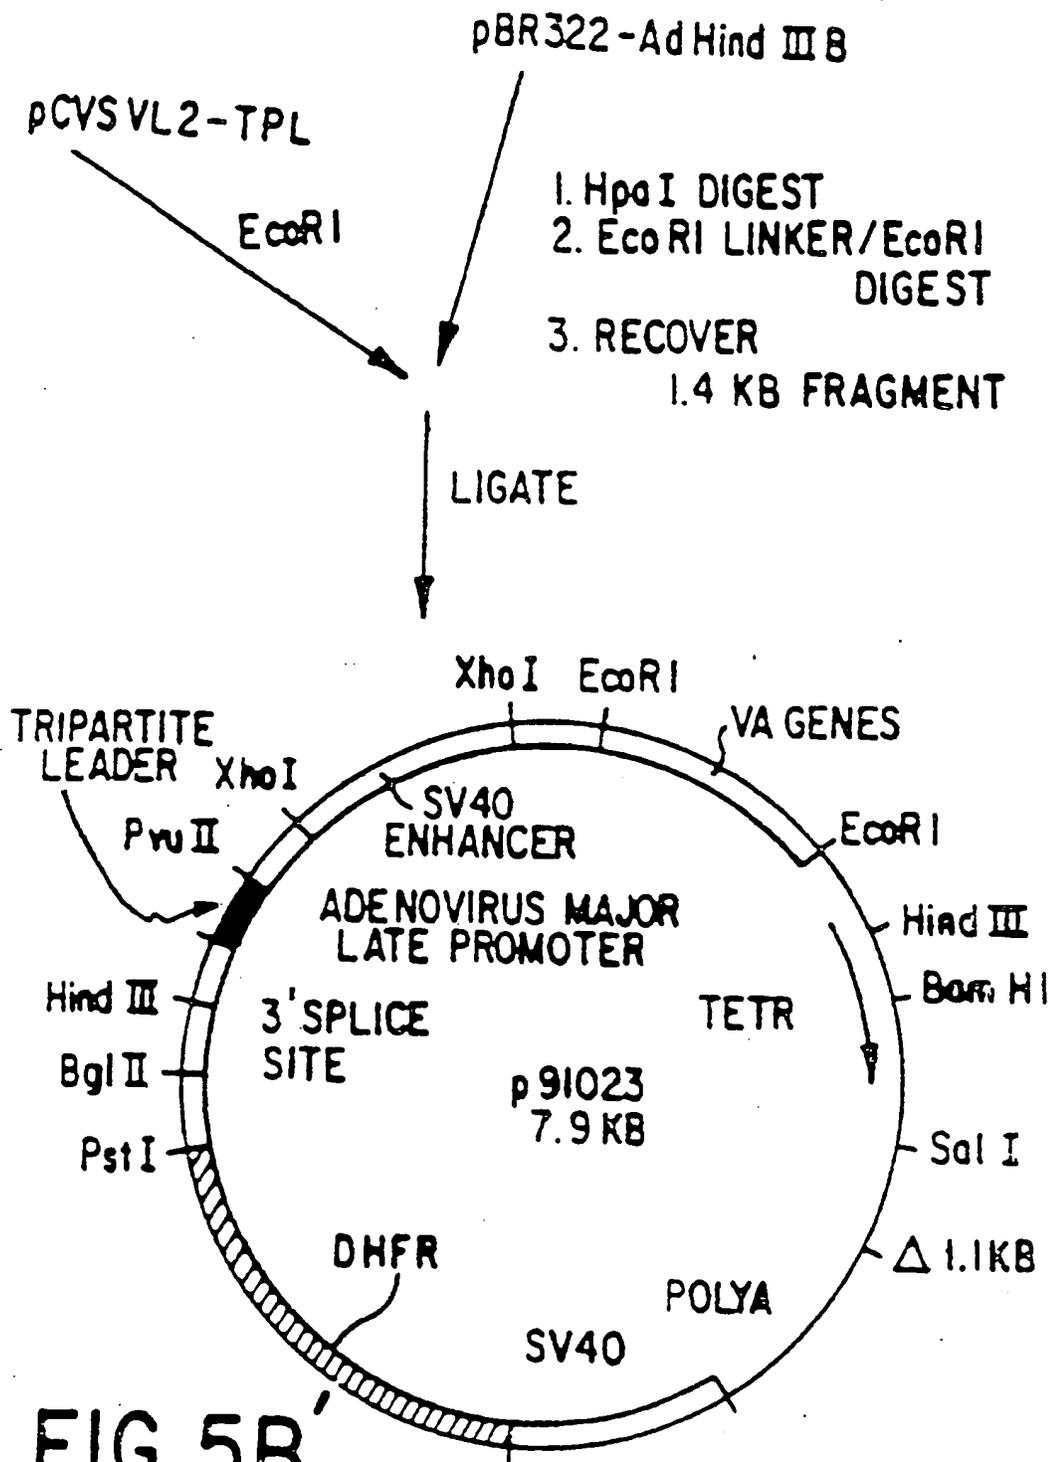 pBR322-Ad Hind III B
pCVSVL2-TPL
EcoRI
1. HpaI DIGEST
2. EcoRI LINKER/EcoRI
DIGEST
3. RECOVER
1.4 KB FRAGMENT
LIGATE
XhoI EcoRI
TRIPARTITE
LEADER
XhoI
VA GENES
SV40
ENHANCER
PvuII
EcoRI
ADENOVIRUS MAJOR
LATE PROMOTER
Hind III
Bam HI
Hind III
3' SPLICE
SITE
TETR
Bgl II
p91023
7.9 KB
PstI
Sal I
DHFR
Δ 1.1KB
POLYA
SV40
FIG. 5B'